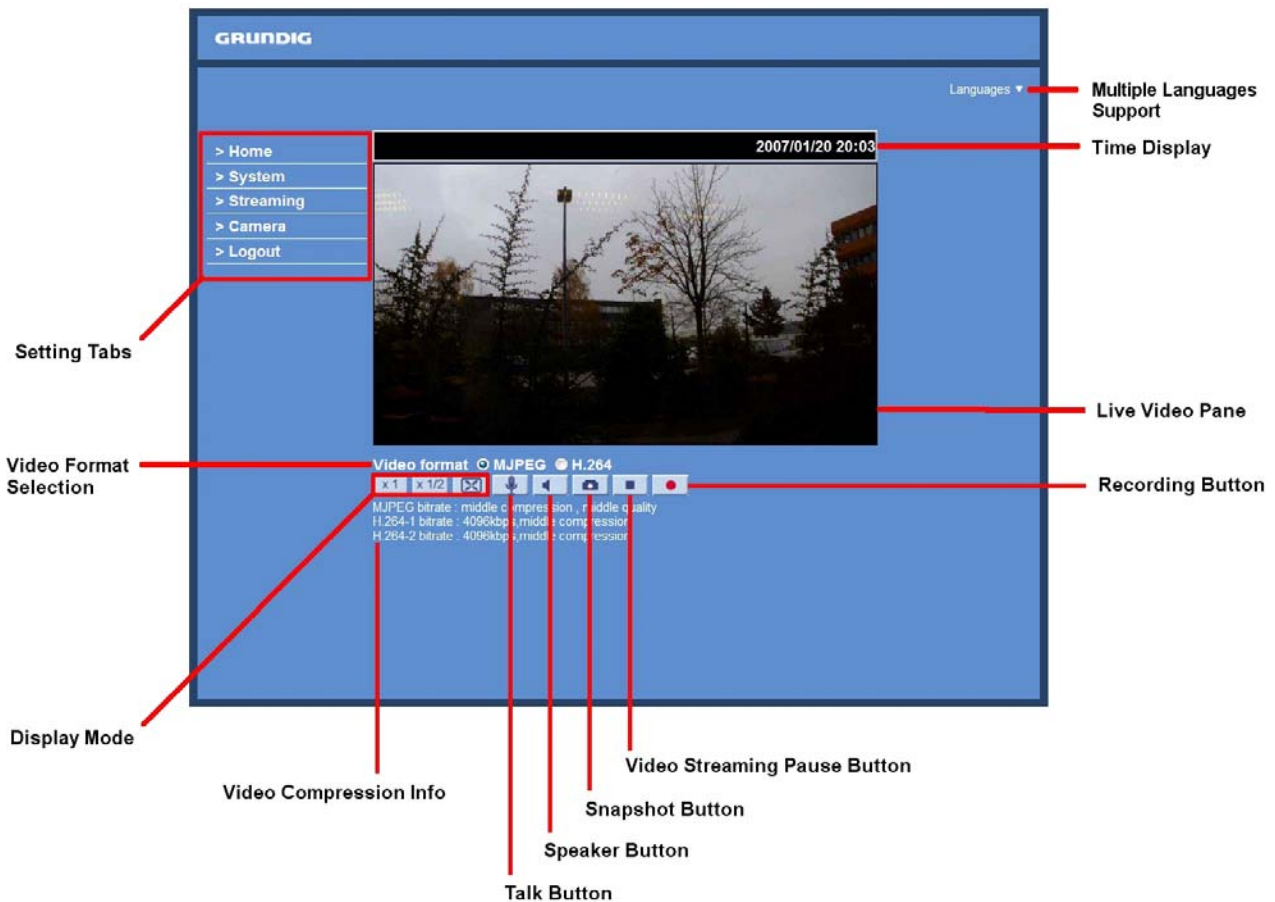 GRUNDIG
Languages ▼
Multiple Languages
Support
> Home
> System
> Streaming
> Camera
> Logout
2007/01/20 20:03
Time Display
Setting Tabs
Live Video Pane
Video Format
Selection
Video format MJPEG H.264
x 1 x 1/2
Recording Button
MJPEG bitrate : middle compression , middle quality
H.264-1 bitrate : 4096kbps,middle compression
H.264-2 bitrate : 4096kbps,middle compression
Display Mode
Video Compression Info
Video Streaming Pause Button
Snapshot Button
Speaker Button
Talk Button